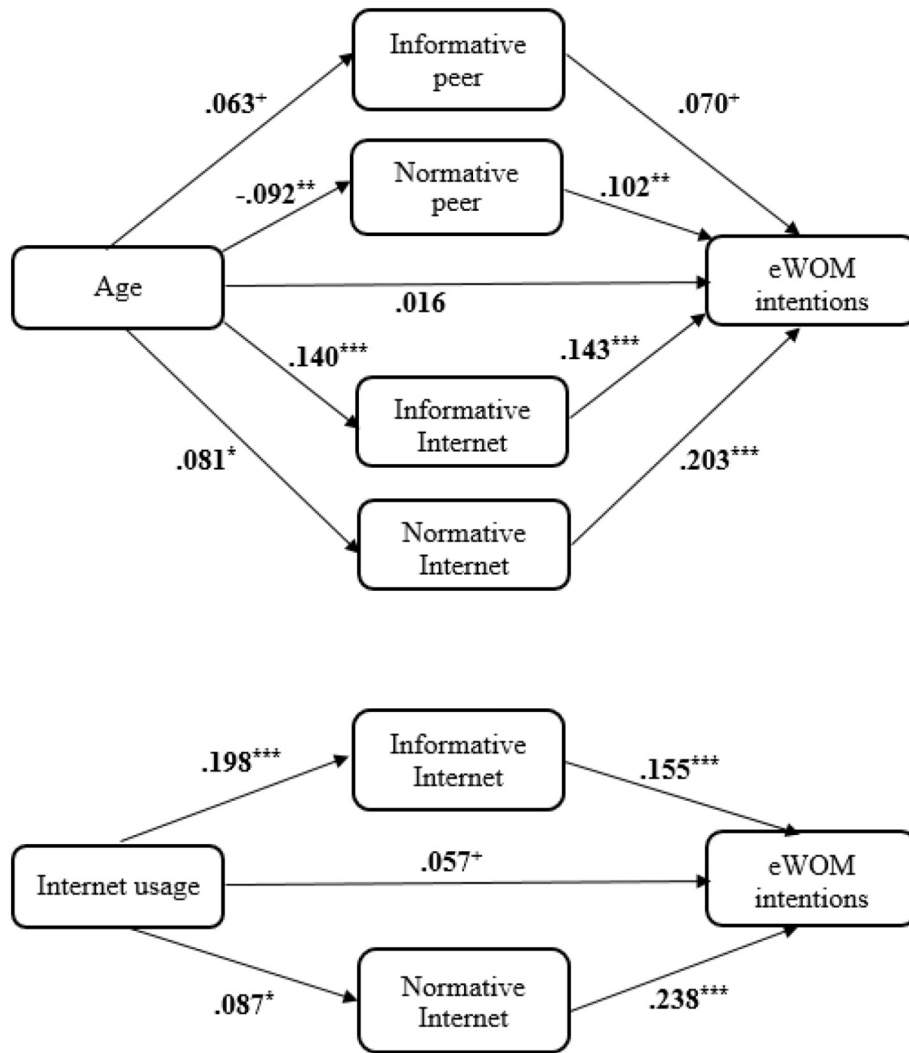 Informative
peer
.063⁺
.070⁺
Normative
peer
-.092**
.102**
Age
.016
eWOM
intentions
.140***
.143***
Informative
Internet
.081*
.203***
Normative
Internet
Informative
Internet
.198***
.155***
Internet usage
.057⁺
eWOM
intentions
Normative
Internet
.087*
.238***